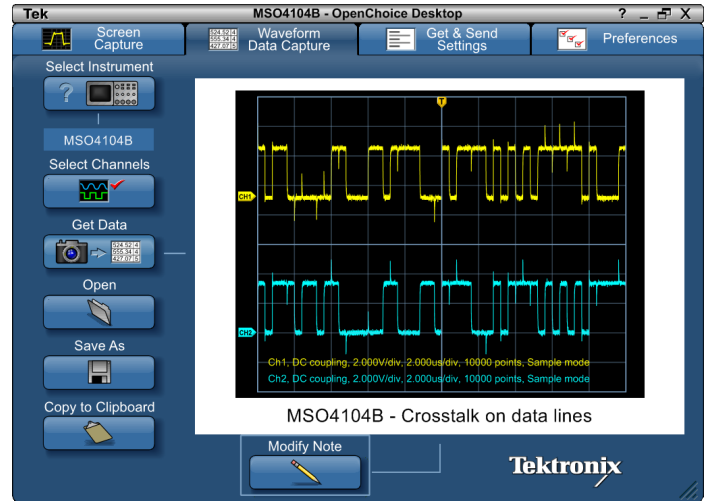 Tek
MSO4104B - OpenChoice Desktop
? _ X
Screen
Capture
Waveform
Data Capture
Get & Send
Settings
Preferences
Select Instrument
?
MSO4104B
Select Channels
Get Data
Open
Save As
Copy to Clipboard
T
CH1
CH2
Ch1, DC coupling, 2.000V/div, 2.000us/div, 10000 points, Sample mode
Ch2, DC coupling, 2.000V/div, 2.000us/div, 10000 points, Sample mode
MSO4104B - Crosstalk on data lines
Modify Note
Tektronix